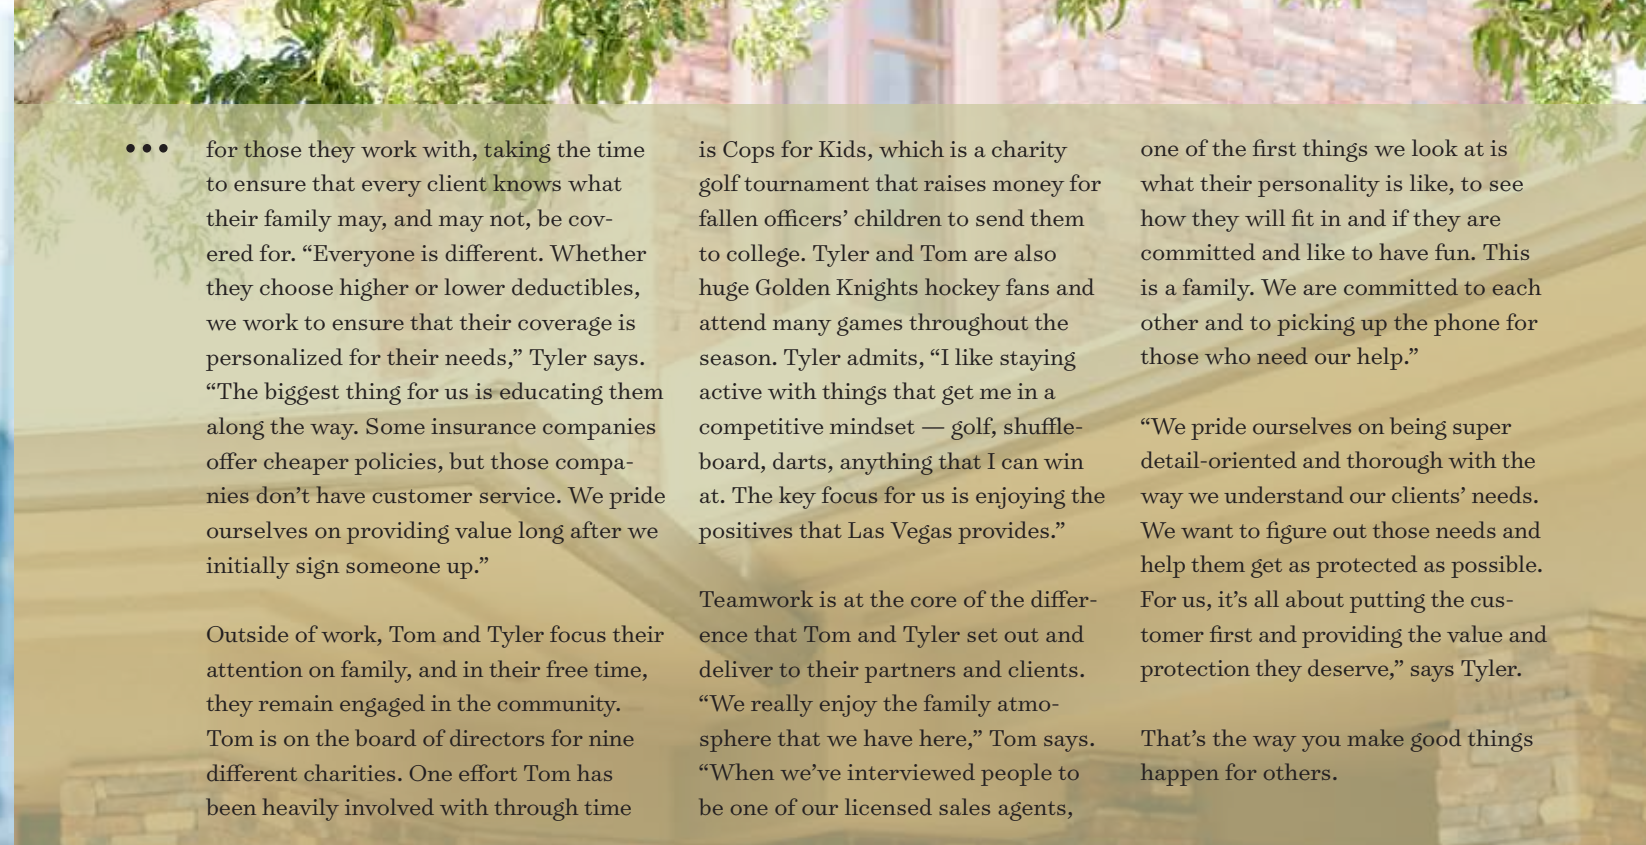 •••
for those they work with, taking the time
to ensure that every client knows what
their family may, and may not, be cov-
ered for. “Everyone is different. Whether
they choose higher or lower deductibles,
we work to ensure that their coverage is
personalized for their needs,” Tyler says.
“The biggest thing for us is educating them
along the way. Some insurance companies
offer cheaper policies, but those compa-
nies don’t have customer service. We pride
ourselves on providing value long after we
initially sign someone up.”
Outside of work, Tom and Tyler focus their
attention on family, and in their free time,
they remain engaged in the community.
Tom is on the board of directors for nine
different charities. One effort Tom has
been heavily involved with through time
is Cops for Kids, which is a charity
golf tournament that raises money for
fallen officers’ children to send them
to college. Tyler and Tom are also
huge Golden Knights hockey fans and
attend many games throughout the
season. Tyler admits, “I like staying
active with things that get me in a
competitive mindset — golf, shuffle-
board, darts, anything that I can win
at. The key focus for us is enjoying the
positives that Las Vegas provides.”
Teamwork is at the core of the differ-
ence that Tom and Tyler set out and
deliver to their partners and clients.
“We really enjoy the family atmo-
sphere that we have here,” Tom says.
“When we’ve interviewed people to
be one of our licensed sales agents,
one of the first things we look at is
what their personality is like, to see
how they will fit in and if they are
committed and like to have fun. This
is a family. We are committed to each
other and to picking up the phone for
those who need our help.”
“We pride ourselves on being super
detail-oriented and thorough with the
way we understand our clients’ needs.
We want to figure out those needs and
help them get as protected as possible.
For us, it’s all about putting the cus-
tomer first and providing the value and
protection they deserve,” says Tyler.
That’s the way you make good things
happen for others.